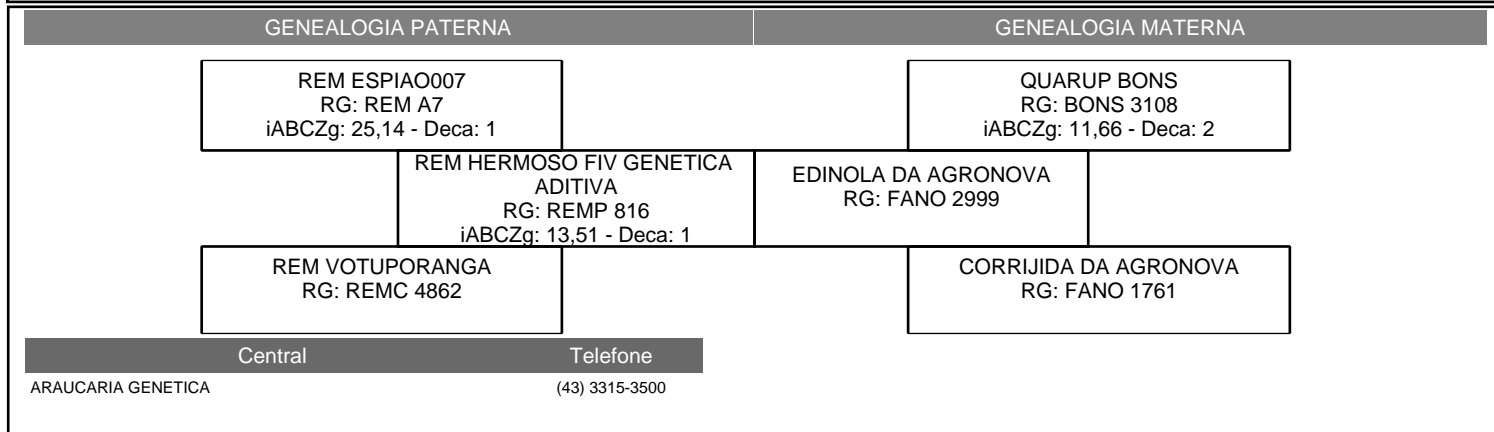 GENEALOGIA PATERNA
GENEALOGIA MATERNA
REM ESPIAO007
RG: REM A7
iABCZg: 25,14 - Deca: 1
QUARUP BONS
RG: BONS 3108
iABCZg: 11,66 - Deca: 2
REM HERMOSO FIV GENETICA
ADITIVA
RG: REMP 816
iABCZg: 13,51 - Deca: 1
EDINOLA DA AGRONOVA
RG: FANO 2999
REM VOTUPORANGA
RG: REMC 4862
CORRIJIDA DA AGRONOVA
RG: FANO 1761
Central Telefone
ARAUCARIA GENETICA (43) 3315-3500